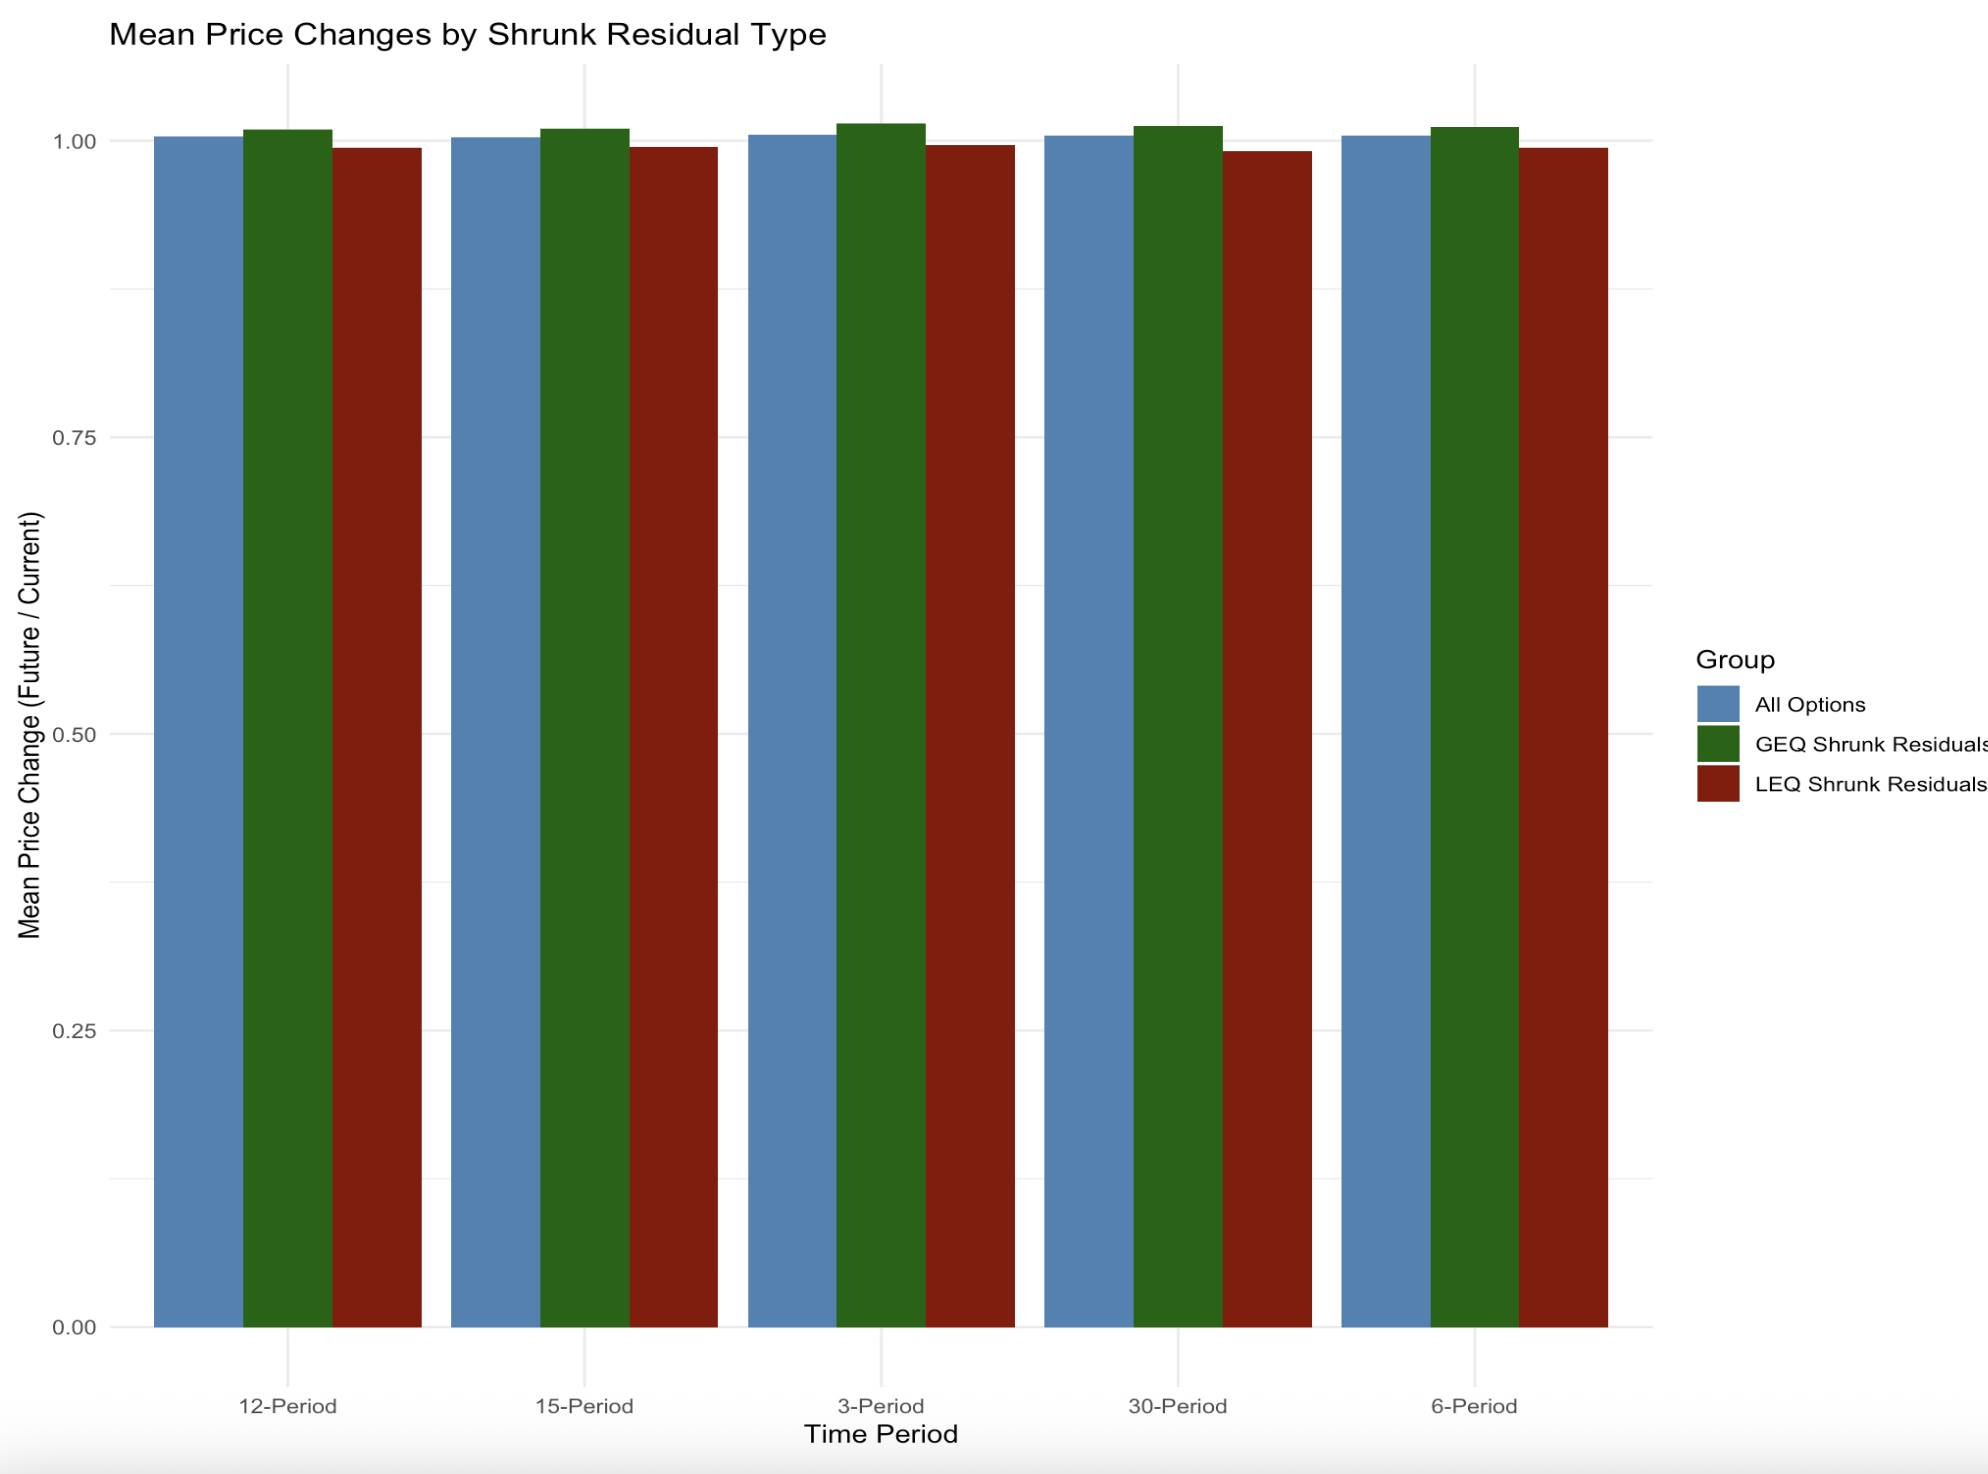 Mean Price Changes by Shrunk Residual Type
Mean Price Change (Future / Current)
1.00
0.75
0.50
0.25
0.00
12-Period
15-Period
3-Period
30-Period
6-Period
Time Period
Group
All Options
GEQ Shrunk Residuals
LEQ Shrunk Residuals